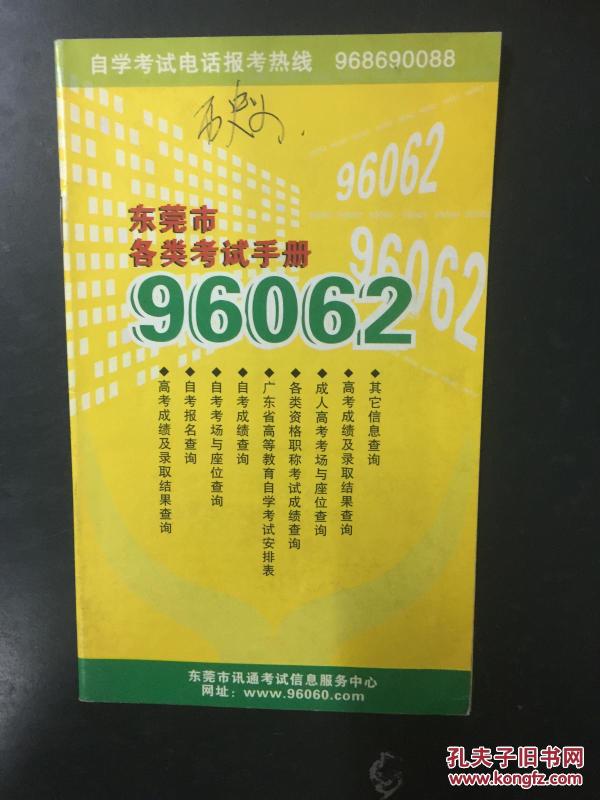 自学考试电话报考热线 968690088
96062
96062
东莞市
各类考试手册
96062
◆其它信息查询
◆高考成绩及录取结果查询
◆成人高考考场与座位查询
◆各类资格职称考试成绩查询
◆广东省高等教育自学考试安排表
◆自考成绩查询
◆自考考场与座位查询
◆自考报名查询
◆高考成绩及录取结果查询
东莞市讯通考试信息服务中心
网址：www.96060.com
孔夫子旧书网
www.kongfz.com